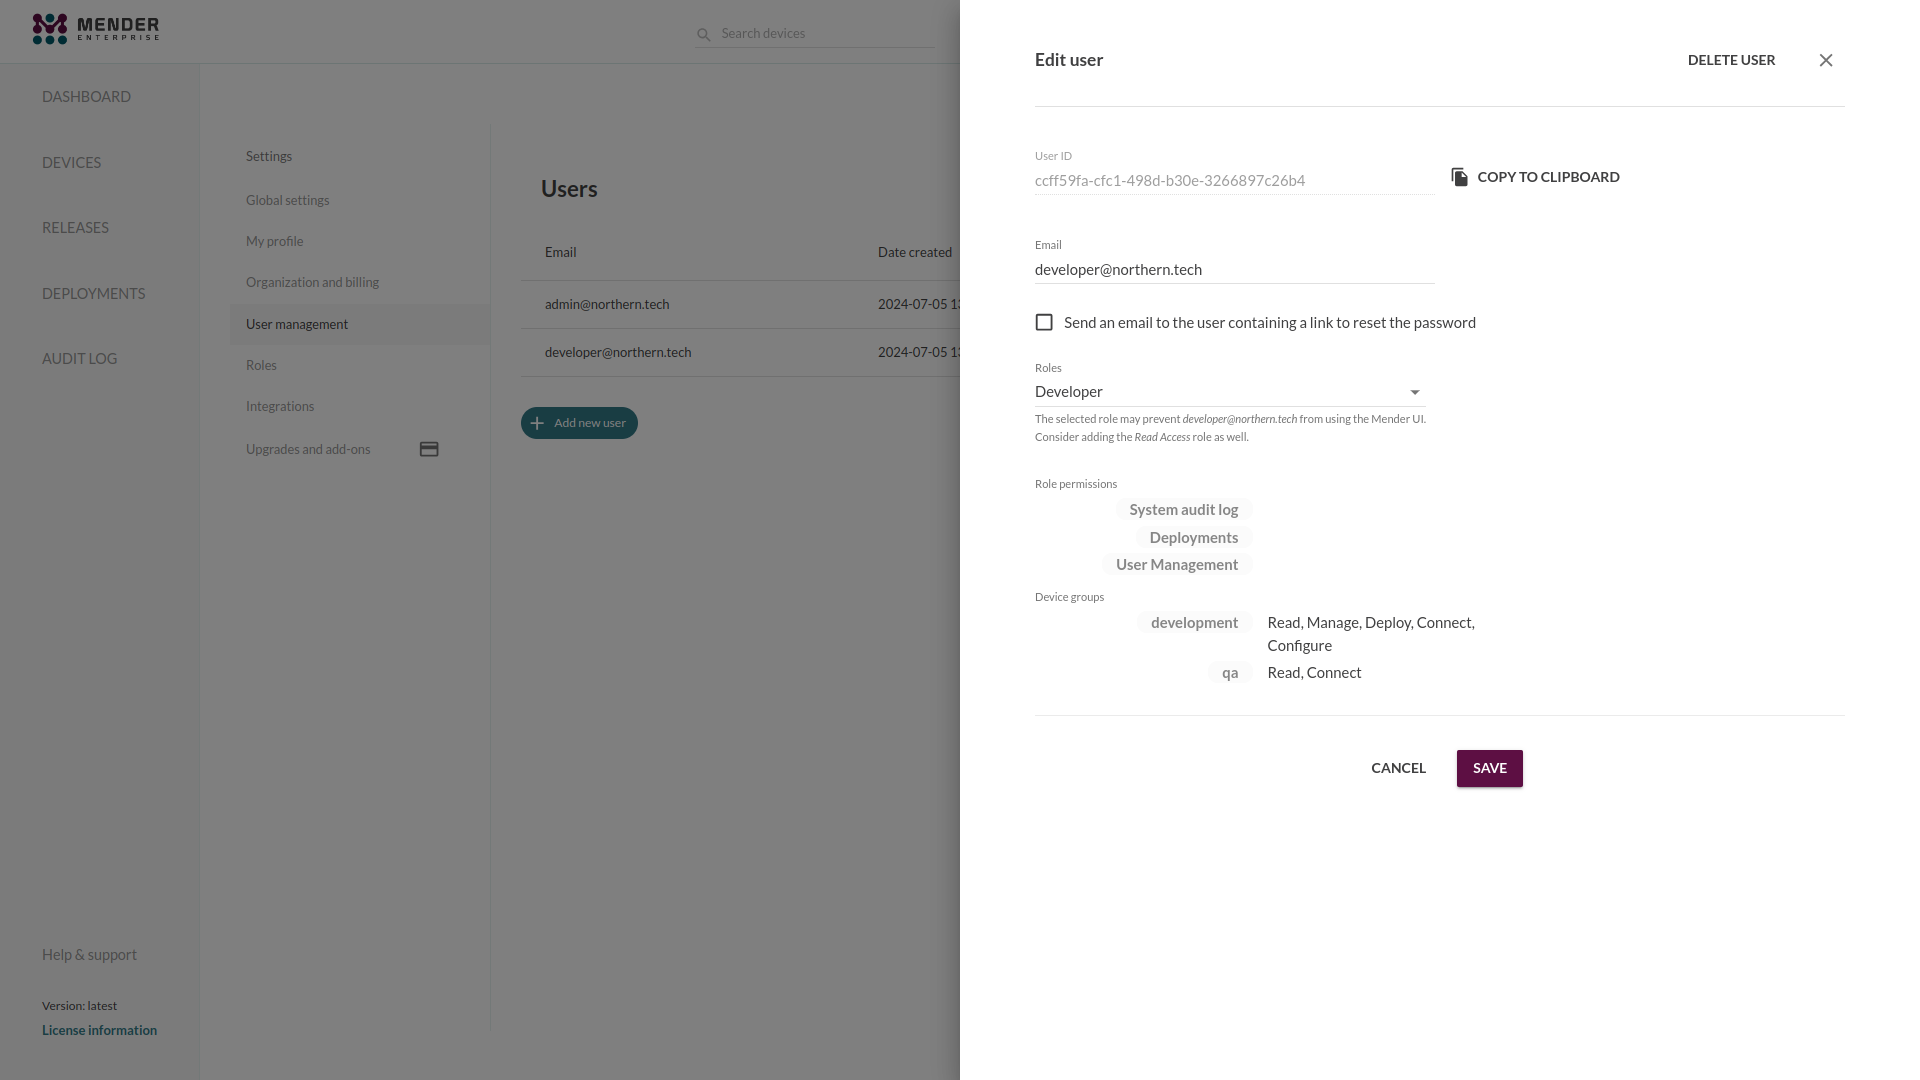 MENDER
ENTERPRISE
Search devices
DASHBOARD
DEVICES
RELEASES
DEPLOYMENTS
AUDIT LOG
Help & support
Version: latest
License information
Settings
Global settings
My profile
Organization and billing
User management
Roles
Integrations
Upgrades and add-ons
Users
Email Date created
admin@northern.tech 2024-07-05 13
developer@northern.tech 2024-07-05 13
Add new user
Edit user
DELETE USER
User ID
ccff59fa-cfc1-498d-b30e-3266897c26b4
COPY TO CLIPBOARD
Email
developer@northern.tech
Send an email to the user containing a link to reset the password
Roles
Developer
The selected role may prevent developer@northern.tech from using the Mender UI.
Consider adding the Read Access role as well.
Role permissions
System audit log
Deployments
User Management
Device groups
development Read, Manage, Deploy, Connect,
Configure
qa Read, Connect
CANCEL SAVE